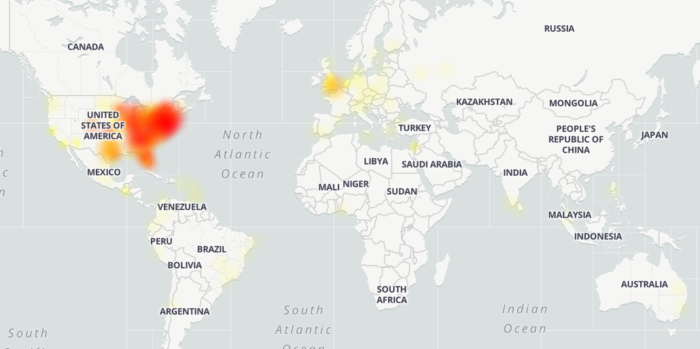 RUSSIA
CANADA
KAZAKHSTAN
MONGOLIA
UNITED
STATES OF
AMERICA
North
Atlantic
Ocean
TURKEY
PEOPLE'S
REPUBLIC OF
CHINA
JAPAN
LIBYA
SAUDI ARABIA
MEXICO
INDIA
MALI
NIGER
SUDAN
VENEZUELA
MALAYSIA
INDONESIA
PERU
BRAZIL
BOLIVIA
SOUTH
AFRICA
AUSTRALIA
ARGENTINA
South
Atlantic
Ocean
Indian
Ocean
South